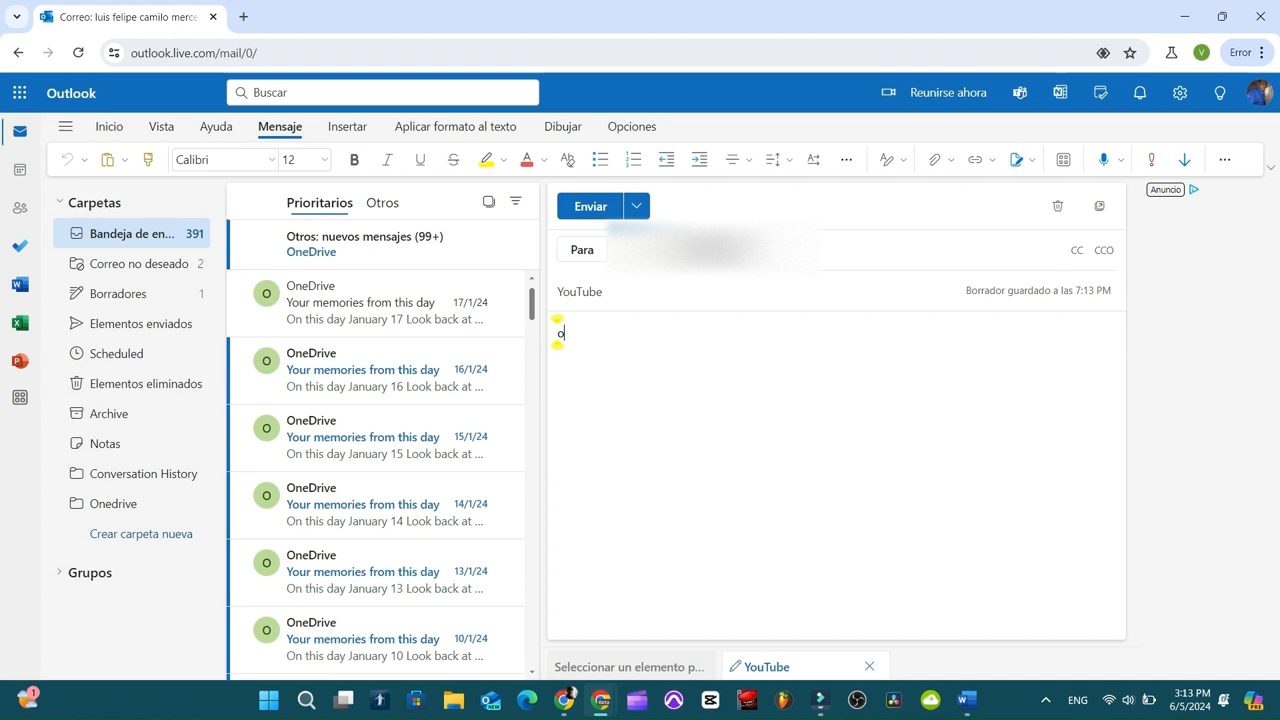 Correo: luis felipe camilo merce
outlook.live.com/mail/0/
V
Error
Outlook
Buscar
Reunirse ahora
Inicio
Vista
Ayuda
Mensaje
Insertar
Aplicar formato al texto
Dibujar
Opciones
Calibri
12
Carpetas
Bandeja de en... 391
Correo no deseado 2
Borradores 1
Elementos enviados
Scheduled
Elementos eliminados
Archive
Notas
Conversation History
Onedrive
Crear carpeta nueva
Grupos
Prioritarios
Otros
Otros: nuevos mensajes (99+)
OneDrive
O
OneDrive
Your memories from this day 17/1/24
On this day January 17 Look back at ...
O
OneDrive
Your memories from this day 16/1/24
On this day January 16 Look back at ...
O
OneDrive
Your memories from this day 15/1/24
On this day January 15 Look back at ...
O
OneDrive
Your memories from this day 14/1/24
On this day January 14 Look back at ...
O
OneDrive
Your memories from this day 13/1/24
On this day January 13 Look back at ...
O
OneDrive
Your memories from this day 10/1/24
On this day January 10 Look back at ...
Enviar
Para
CC
CCO
YouTube
Borrador guardado a las 7:13 PM
o
Anuncio
Seleccionar un elemento p...
YouTube
1
ENG
3:13 PM
6/5/2024